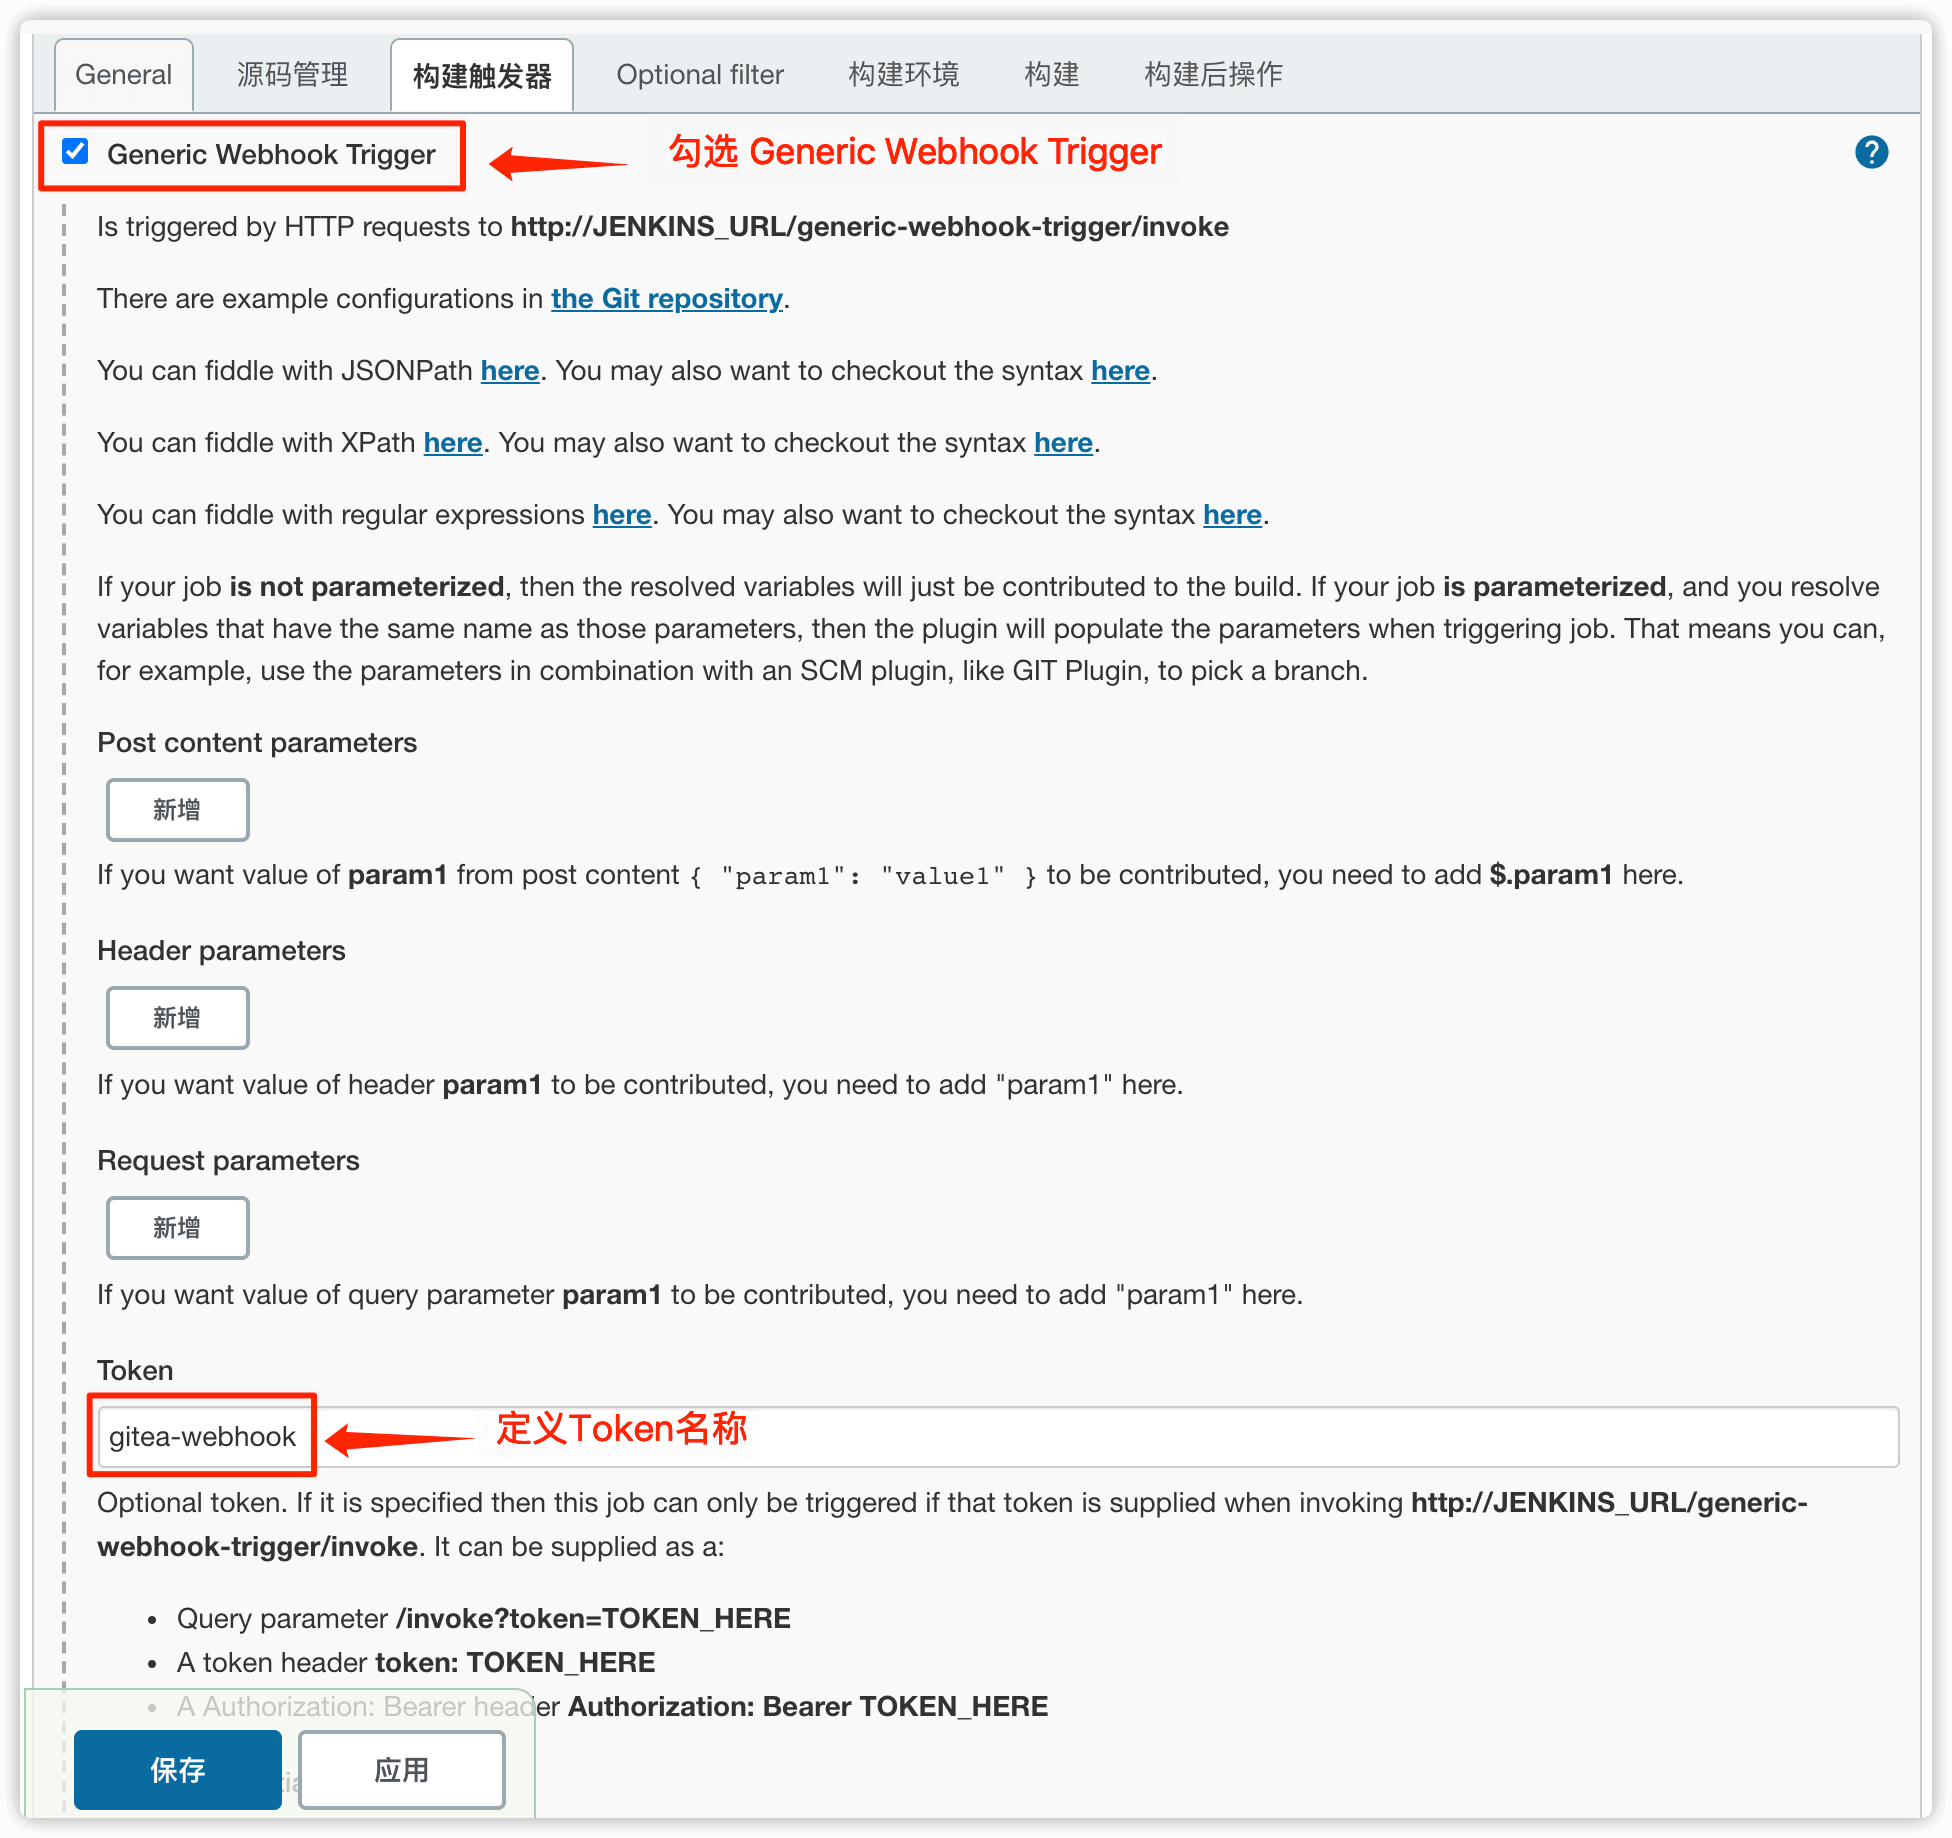 General 源码管理 构建触发器 Optional filter 构建环境 构建 构建后操作
Generic Webhook Trigger 勾选 Generic Webhook Trigger ?
Is triggered by HTTP requests to http://JENKINS_URL/generic-webhook-trigger/invoke
There are example configurations in the Git repository.
You can fiddle with JSONPath here. You may also want to checkout the syntax here.
You can fiddle with XPath here. You may also want to checkout the syntax here.
You can fiddle with regular expressions here. You may also want to checkout the syntax here.
If your job is not parameterized, then the resolved variables will just be contributed to the build. If your job is parameterized, and you resolve
variables that have the same name as those parameters, then the plugin will populate the parameters when triggering job. That means you can,
for example, use the parameters in combination with an SCM plugin, like GIT Plugin, to pick a branch.
Post content parameters
新增
If you want value of param1 from post content { "param1": "value1" } to be contributed, you need to add $.param1 here.
Header parameters
新增
If you want value of header param1 to be contributed, you need to add "param1" here.
Request parameters
新增
If you want value of query parameter param1 to be contributed, you need to add "param1" here.
Token
gitea-webhook 定义Token名称
Optional token. If it is specified then this job can only be triggered if that token is supplied when invoking http://JENKINS_URL/generic-
webhook-trigger/invoke. It can be supplied as a:
• Query parameter /invoke?token=TOKEN_HERE
• A token header token: TOKEN_HERE
• A Authorization: Bearer header Authorization: Bearer TOKEN_HERE
保存 应用